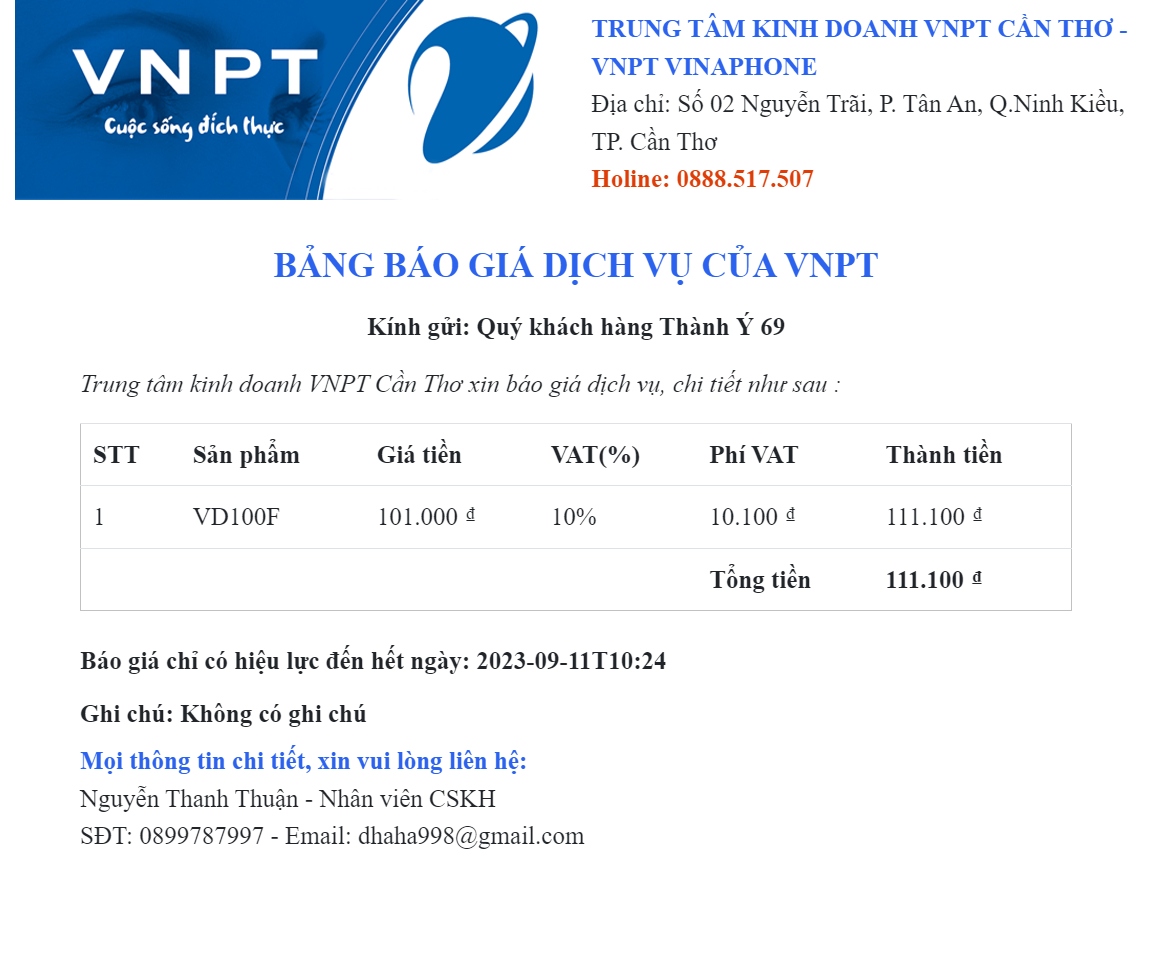 VNPT
Cuộc sống đích thực
TRUNG TÂM KINH DOANH VNPT CẦN THƠ -
VNPT VINAPHONE
Địa chỉ: Số 02 Nguyễn Trãi, P. Tân An, Q.Ninh Kiều,
TP. Cần Thơ
Holine: 0888.517.507
BẢNG BÁO GIÁ DỊCH VỤ CỦA VNPT
Kính gửi: Quý khách hàng Thành Ý 69
Trung tâm kinh doanh VNPT Cần Thơ xin báo giá dịch vụ, chi tiết như sau :
STT Sản phẩm Giá tiền VAT(%) Phí VAT Thành tiền
1 VD100F 101.000 ₫ 10% 10.100 ₫ 111.100 ₫
Tổng tiền 111.100 ₫
Báo giá chỉ có hiệu lực đến hết ngày: 2023-09-11T10:24
Ghi chú: Không có ghi chú
Mọi thông tin chi tiết, xin vui lòng liên hệ:
Nguyễn Thanh Thuận - Nhân viên CSKH
SĐT: 0899787997 - Email: dhaha998@gmail.com